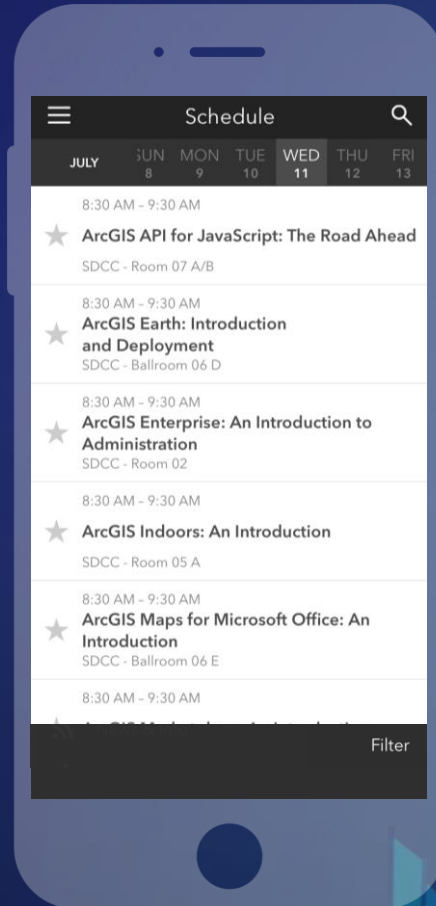 Schedule
JULY
SUN MON TUE WED THU FRI
8 9 10 11 12 13
8:30 AM – 9:30 AM
ArcGIS API for JavaScript: The Road Ahead
SDCC - Room 07 A/B
8:30 AM – 9:30 AM
ArcGIS Earth: Introduction
and Deployment
SDCC - Ballroom 06 D
8:30 AM – 9:30 AM
ArcGIS Enterprise: An Introduction to
Administration
SDCC - Room 02
8:30 AM – 9:30 AM
ArcGIS Indoors: An Introduction
SDCC - Room 05 A
8:30 AM – 9:30 AM
ArcGIS Maps for Microsoft Office: An
Introduction
SDCC - Ballroom 06 E
8:30 AM – 9:30 AM
Filter